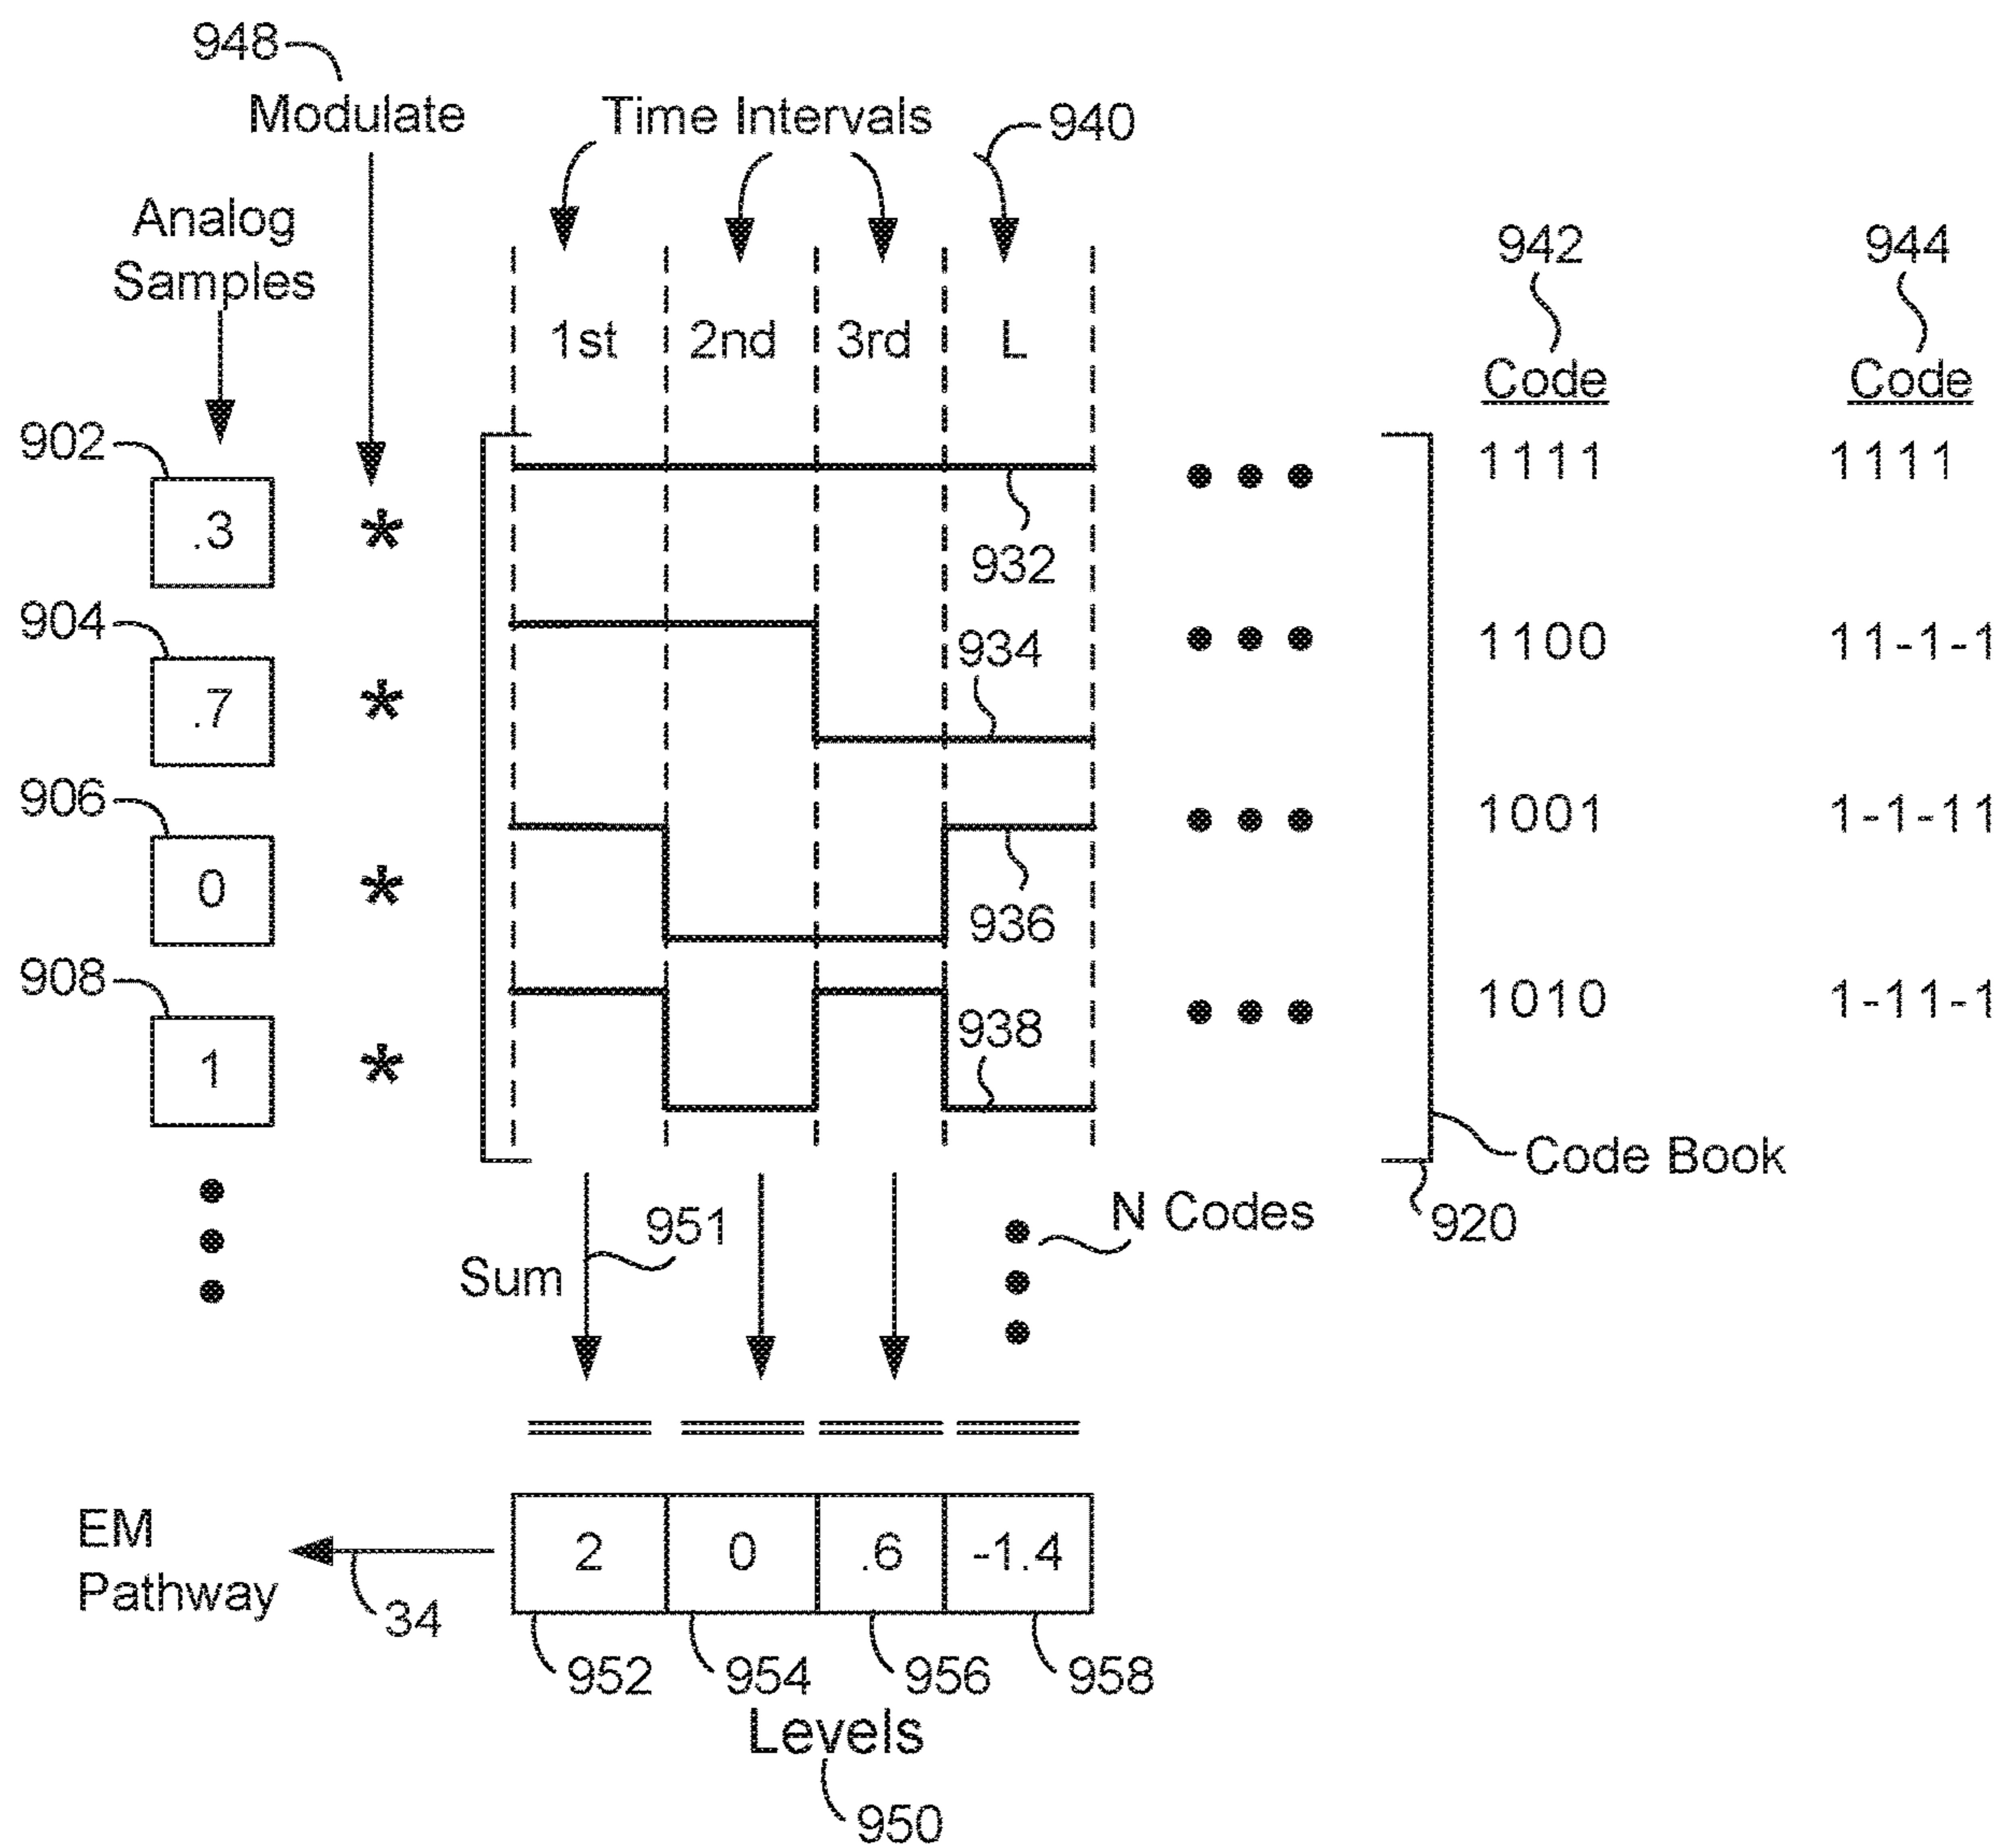 948
Modulate
Time Intervals
940
Analog
Samples
942
944
1st
2nd
3rd
L
Code
Code
902
.3
*
932
1111
1111
904
.7
*
934
1100
11-1-1
906
0
*
936
1001
1-1-11
908
1
*
938
1010
1-11-1
Code Book
920
951
N Codes
Sum
EM
Pathway
34
2
0
.6
-1.4
952
954
956
958
Levels
950